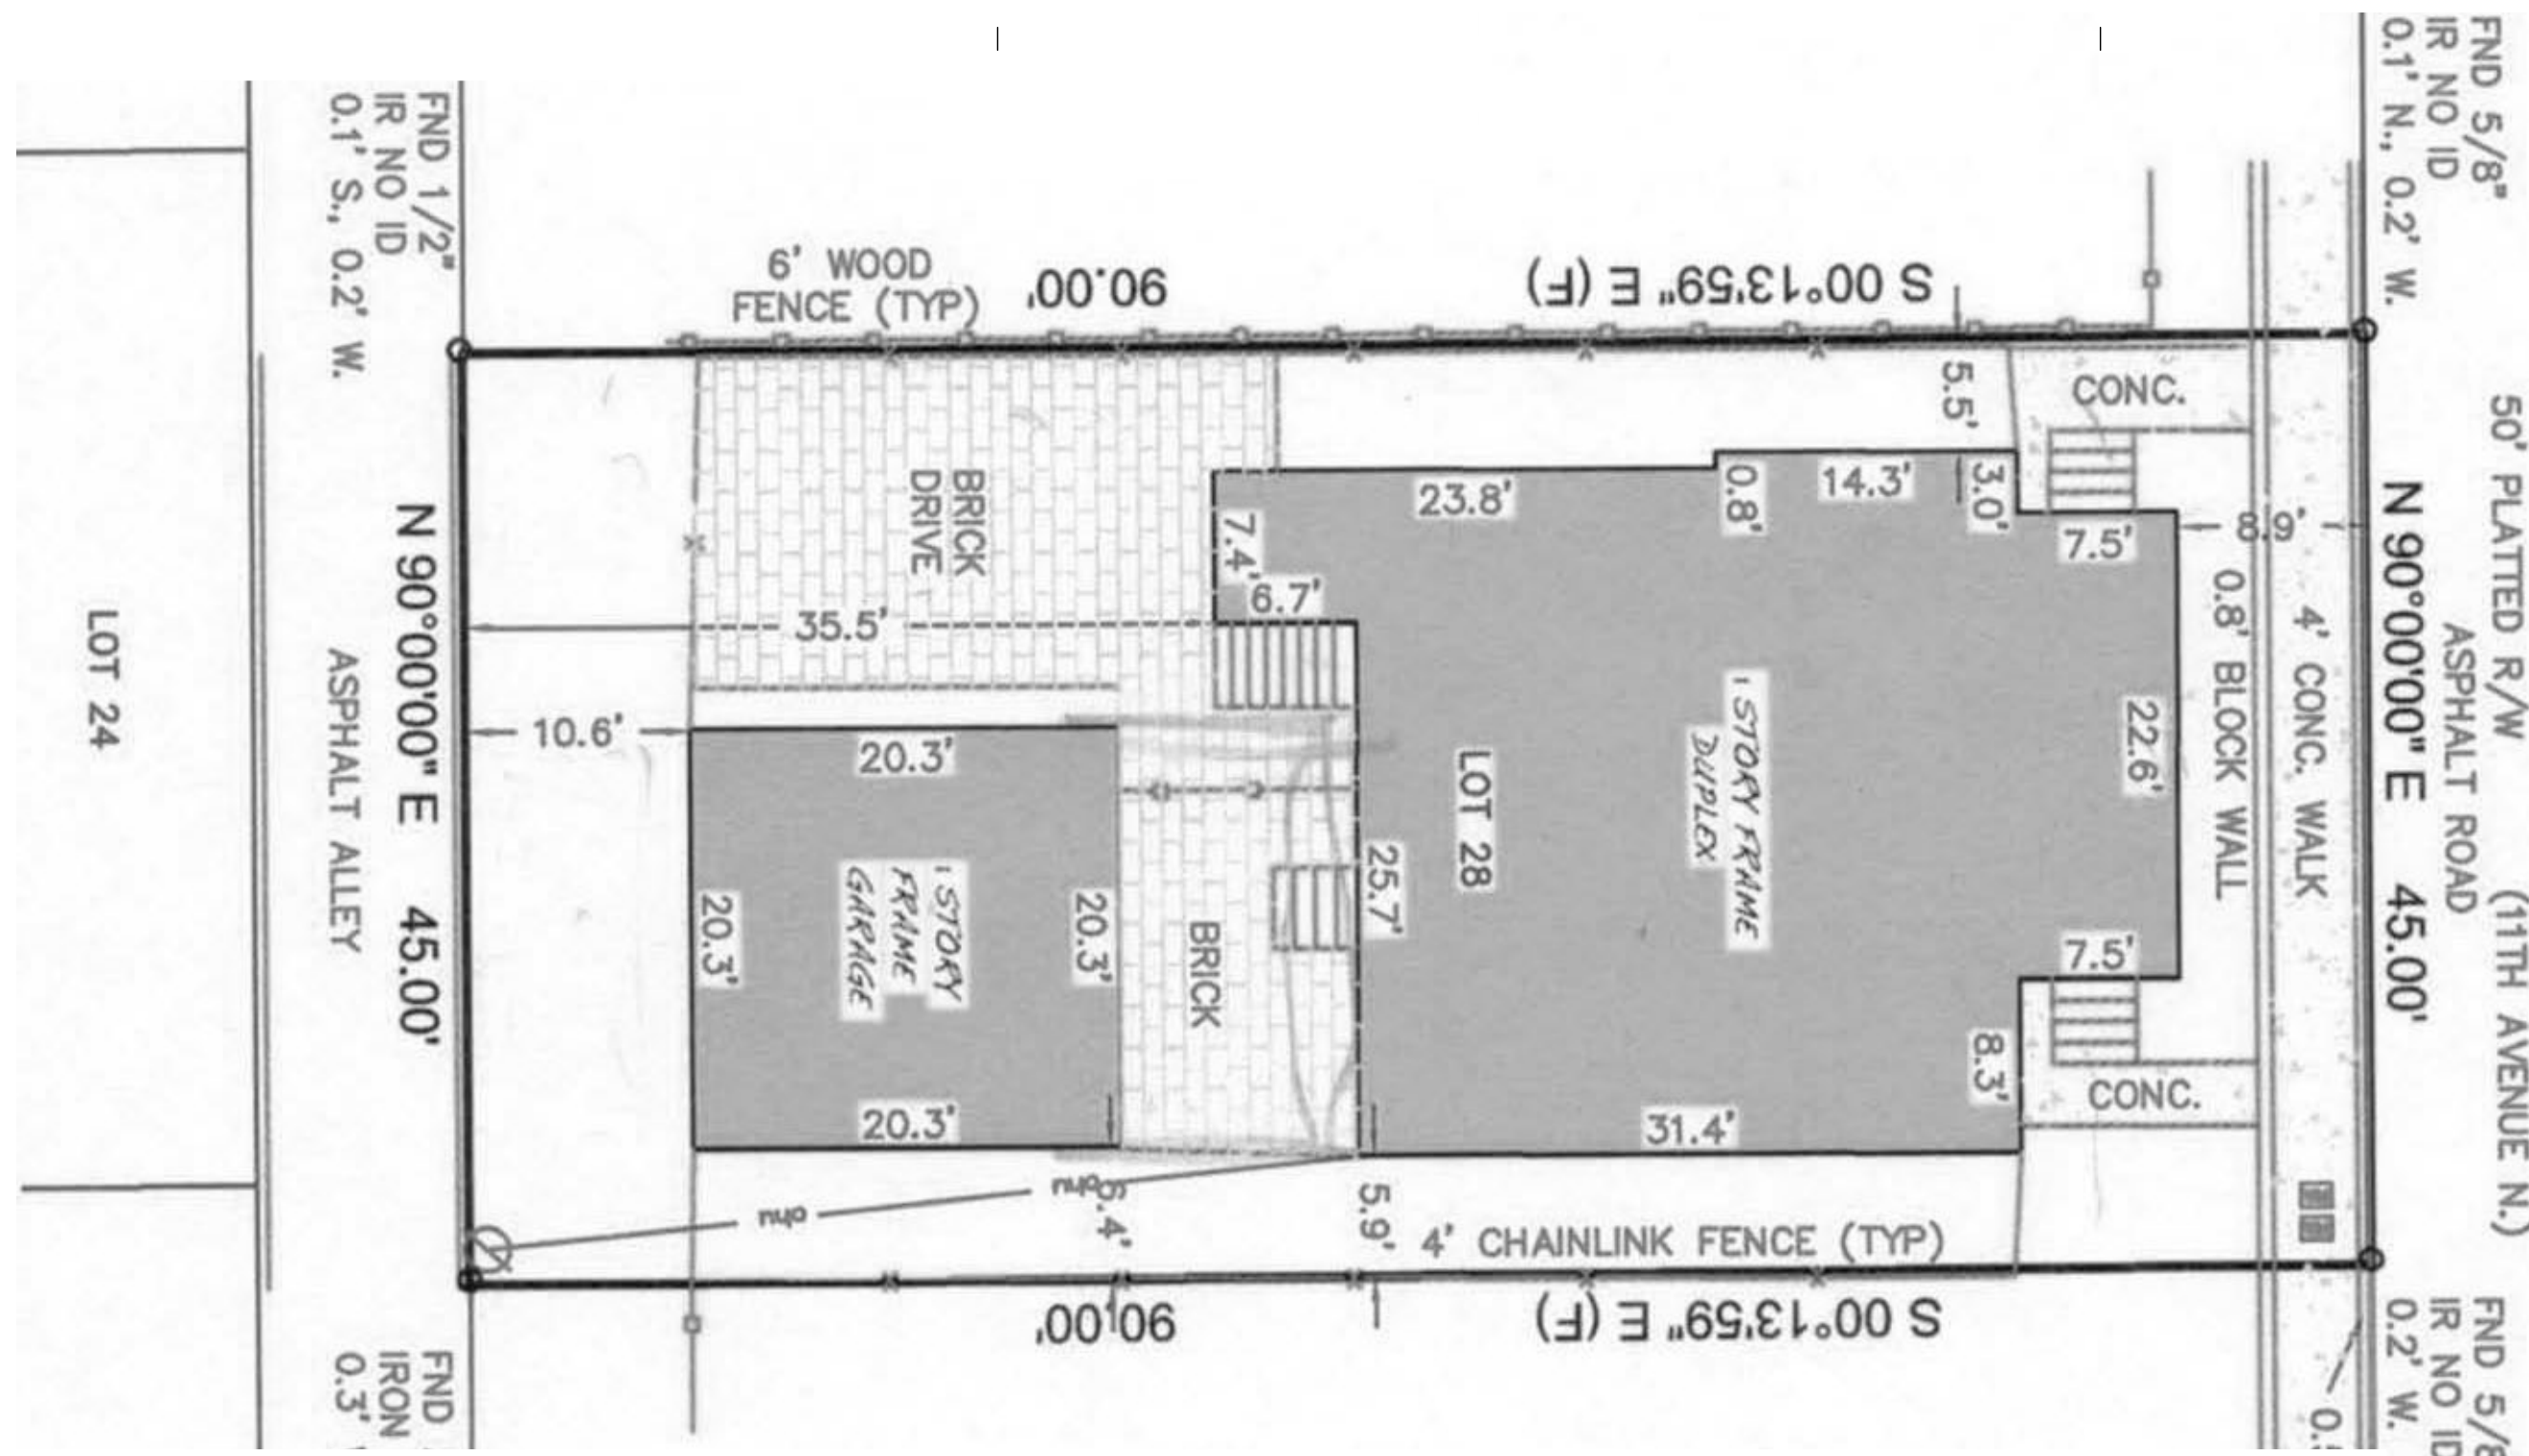 FND 1/2"
IR NO ID
0.1' S., 0.2' W.
FND 5/8"
IR NO ID
0.1' N., 0.2' W.
6' WOOD
FENCE (TYP)
90.00'
S 00°13'59" E (F)
5.5'
CONC.
50' PLATTED R/W (11TH AVENUE N.)
ASPHALT ROAD
N 90°00'00" E 45.00'
4' CONC. WALK
0.8' BLOCK WALL
8.9'
BRICK
DRIVE
23.8'
0.8'
14.3'
3.0'
7.5'
7.4'
6.7'
35.5'
10.6'
LOT 24
ASPHALT ALLEY
N 90°00'00" E 45.00'
20.3'
20.3'
1 STORY
FRAME
GARAGE
20.3'
20.3'
BRICK
25.7'
LOT 28
1 STORY FRAME
DUPLEX
22.6'
7.5'
8.3'
CONC.
31.4'
ohu
ohu
5.9'
4' CHAINLINK FENCE (TYP)
90.00'
S 00°13'59" E (F)
FND
IRON
0.3'
FND 5/8
IR NO ID
0.2' W.